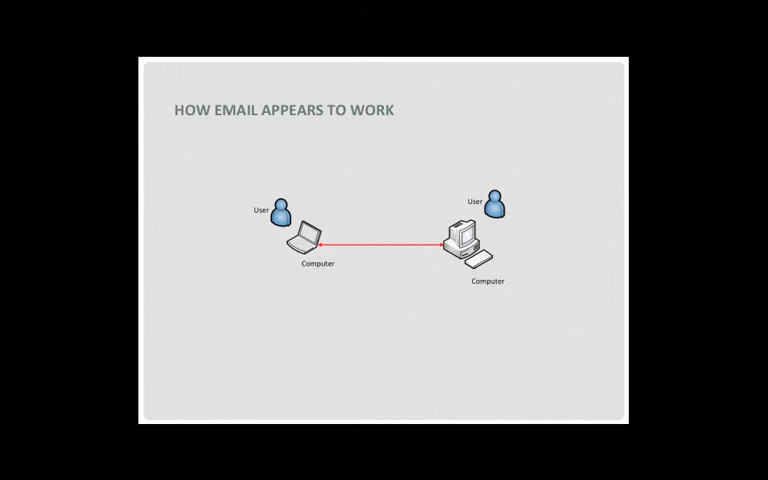 HOW EMAIL APPEARS TO WORK
User
User
Computer
Computer